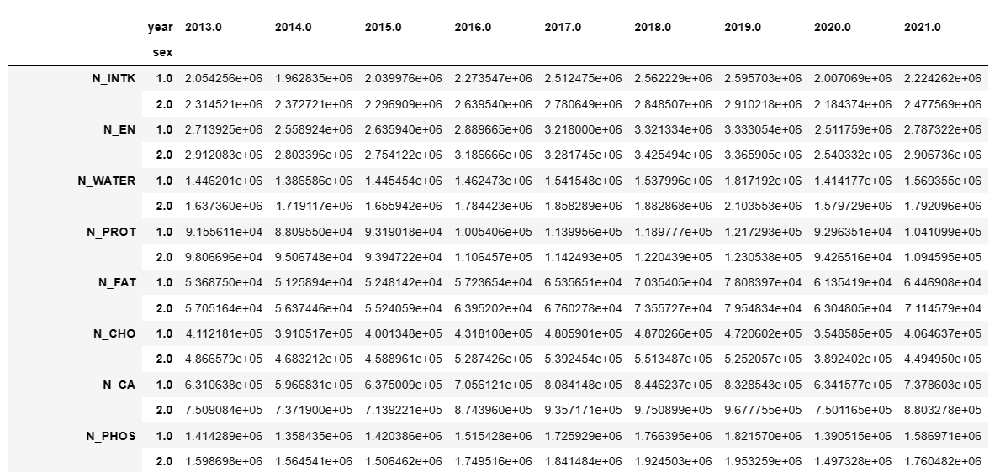 year 2013.0 2014.0 2015.0 2016.0 2017.0 2018.0 2019.0 2020.0 2021.0
sex
N_INTK 1.0 2.054256e+06 1.962835e+06 2.039976e+06 2.273547e+06 2.512475e+06 2.562229e+06 2.595703e+06 2.007069e+06 2.224262e+06
2.0 2.314521e+06 2.372721e+06 2.296909e+06 2.639540e+06 2.780649e+06 2.848507e+06 2.910218e+06 2.184374e+06 2.477569e+06
N_EN 1.0 2.713925e+06 2.558924e+06 2.635940e+06 2.889665e+06 3.218000e+06 3.321334e+06 3.333054e+06 2.511759e+06 2.787322e+06
2.0 2.912083e+06 2.803396e+06 2.754122e+06 3.186666e+06 3.281745e+06 3.425494e+06 3.365905e+06 2.540332e+06 2.906736e+06
N_WATER 1.0 1.446201e+06 1.386586e+06 1.445454e+06 1.462473e+06 1.541548e+06 1.537996e+06 1.817192e+06 1.414177e+06 1.569355e+06
2.0 1.637360e+06 1.719117e+06 1.655942e+06 1.784423e+06 1.858289e+06 1.882868e+06 2.103553e+06 1.579729e+06 1.792096e+06
N_PROT 1.0 9.155611e+04 8.809550e+04 9.319018e+04 1.005406e+05 1.139956e+05 1.189777e+05 1.217293e+05 9.296351e+04 1.041099e+05
2.0 9.806696e+04 9.506748e+04 9.394722e+04 1.106457e+05 1.142493e+05 1.220439e+05 1.230538e+05 9.426516e+04 1.094595e+05
N_FAT 1.0 5.368750e+04 5.125894e+04 5.248142e+04 5.723654e+04 6.535651e+04 7.035405e+04 7.808397e+04 6.135419e+04 6.446908e+04
2.0 5.705164e+04 5.637446e+04 5.524059e+04 6.395202e+04 6.760278e+04 7.355727e+04 7.954834e+04 6.304805e+04 7.114579e+04
N_CHO 1.0 4.112181e+05 3.910517e+05 4.001348e+05 4.318108e+05 4.805901e+05 4.870266e+05 4.720602e+05 3.548585e+05 4.064637e+05
2.0 4.866579e+05 4.683212e+05 4.588961e+05 5.287426e+05 5.392454e+05 5.513487e+05 5.252057e+05 3.892402e+05 4.494950e+05
N_CA 1.0 6.310638e+05 5.966831e+05 6.375009e+05 7.056121e+05 8.084148e+05 8.446237e+05 8.328543e+05 6.341577e+05 7.378603e+05
2.0 7.509084e+05 7.371900e+05 7.139221e+05 8.743960e+05 9.357171e+05 9.750899e+05 9.677755e+05 7.501165e+05 8.803278e+05
N_PHOS 1.0 1.414289e+06 1.358435e+06 1.420386e+06 1.515428e+06 1.725929e+06 1.766395e+06 1.821570e+06 1.390515e+06 1.586971e+06
2.0 1.598698e+06 1.564541e+06 1.506462e+06 1.749516e+06 1.841484e+06 1.924503e+06 1.953259e+06 1.497328e+06 1.760482e+06